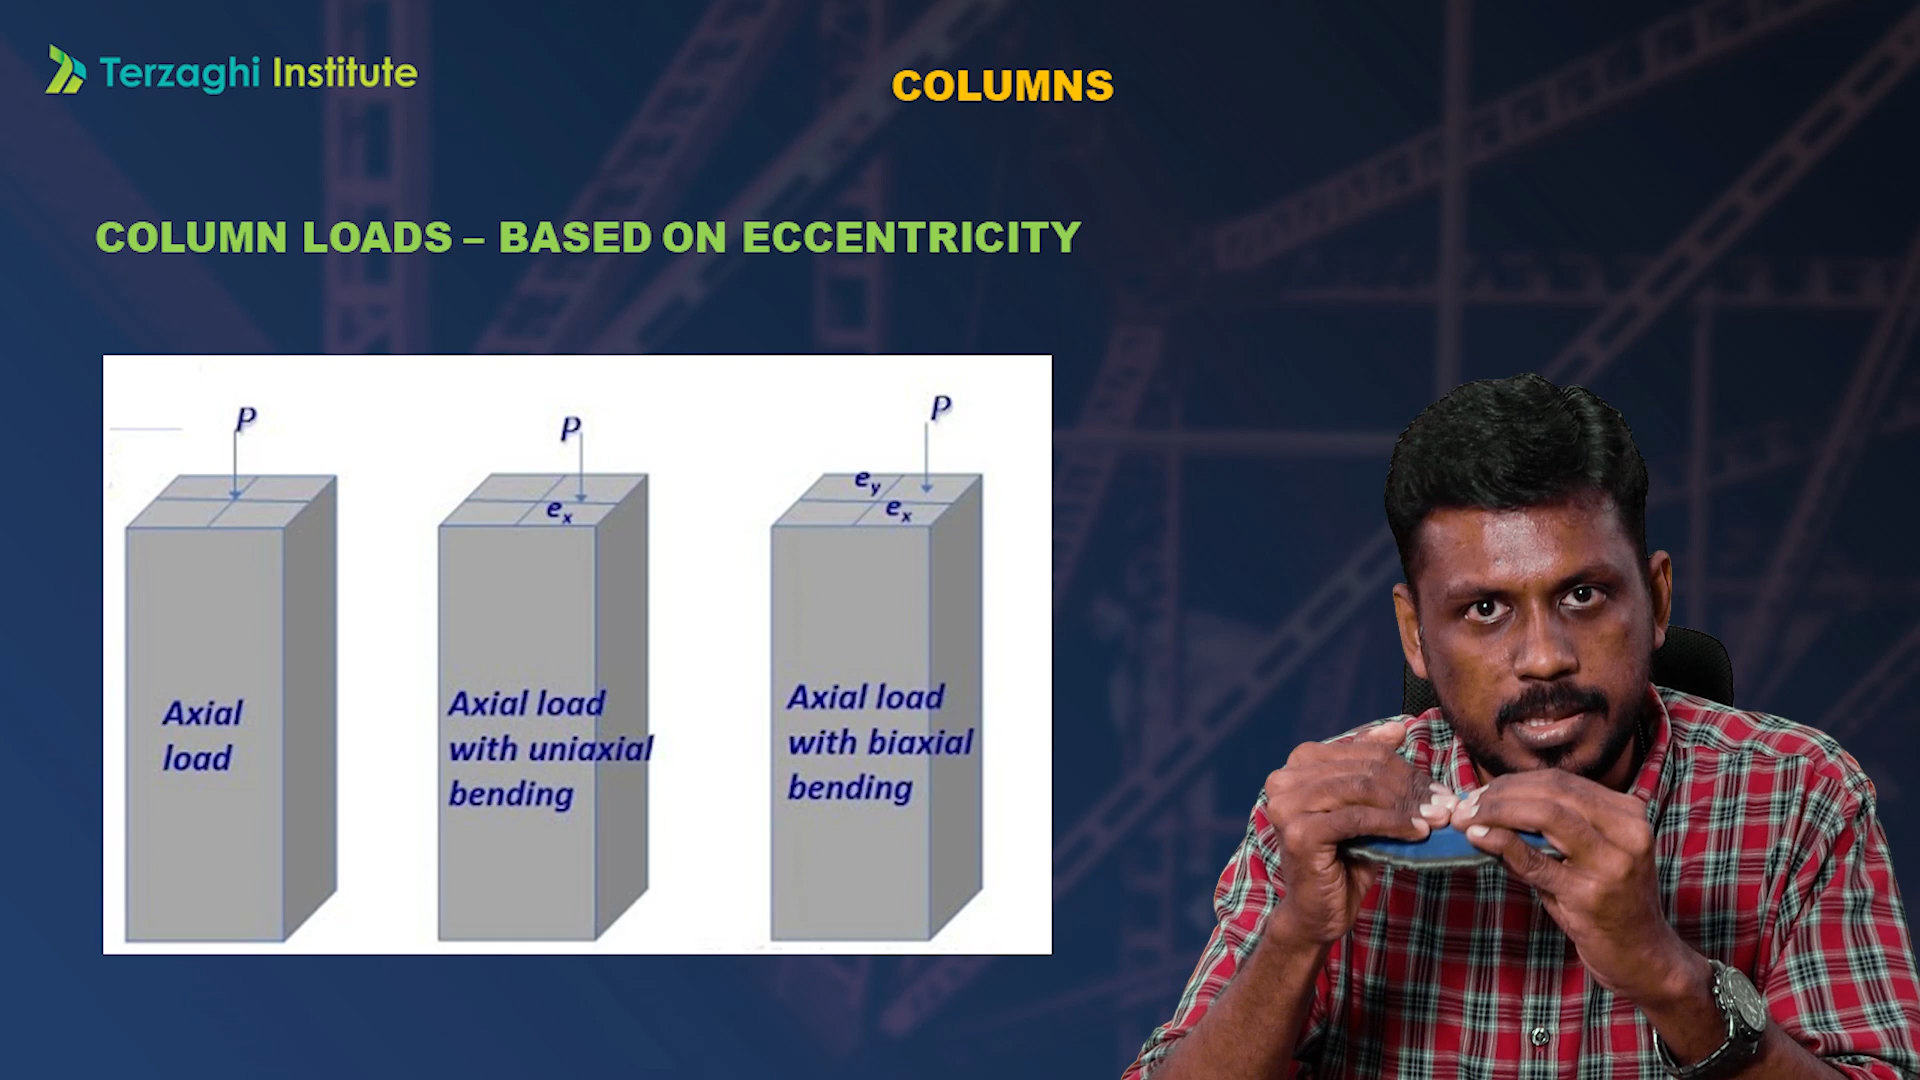 Terzaghi Institute
COLUMNS
COLUMN LOADS – BASED ON ECCENTRICITY
P
P
P
ex
ey
ex
Axial
load
Axial load
with uniaxial
bending
Axial load
with biaxial
bending